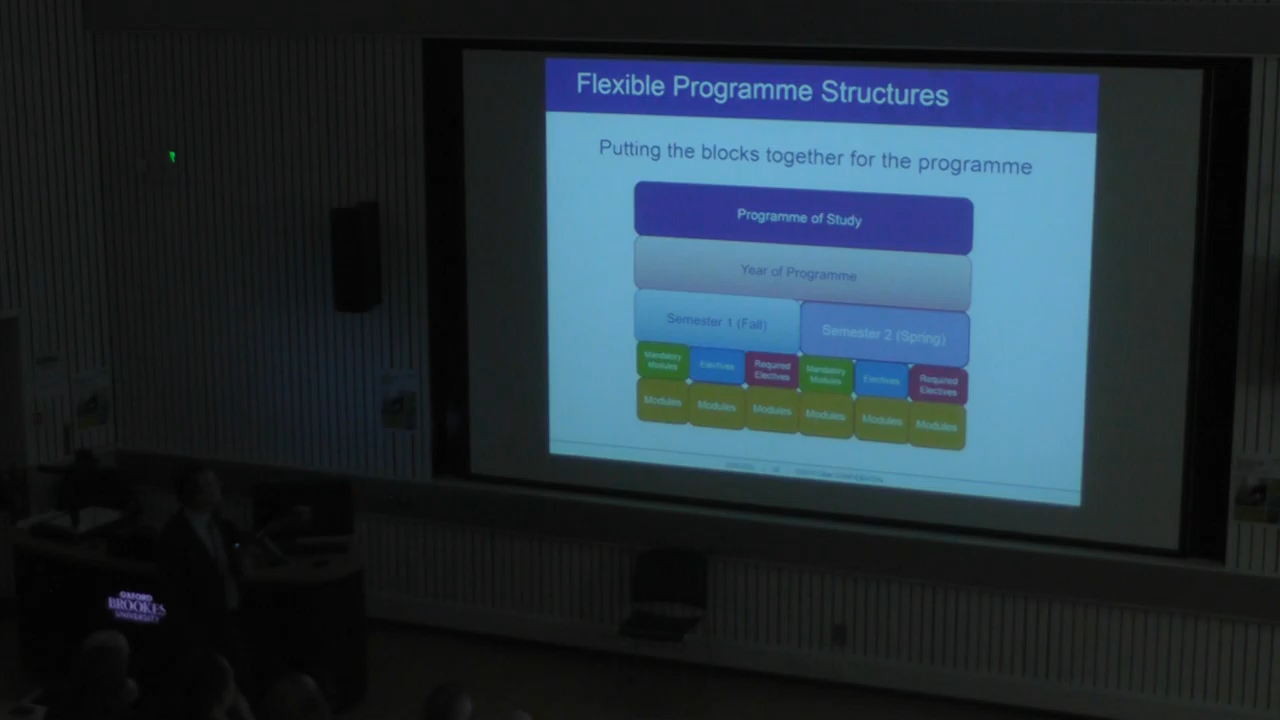 Flexible Programme Structures
Putting the blocks together for the programme
Programme of Study
Year of Programme
Semester 1 (Fall)
Semester 2 (Spring)
Mandatory
Modules
Electives
Required
Electives
Mandatory
Modules
Electives
Required
Electives
Modules
Modules
Modules
Modules
Modules
Modules
OXFORD
BROOKES
UNIVERSITY